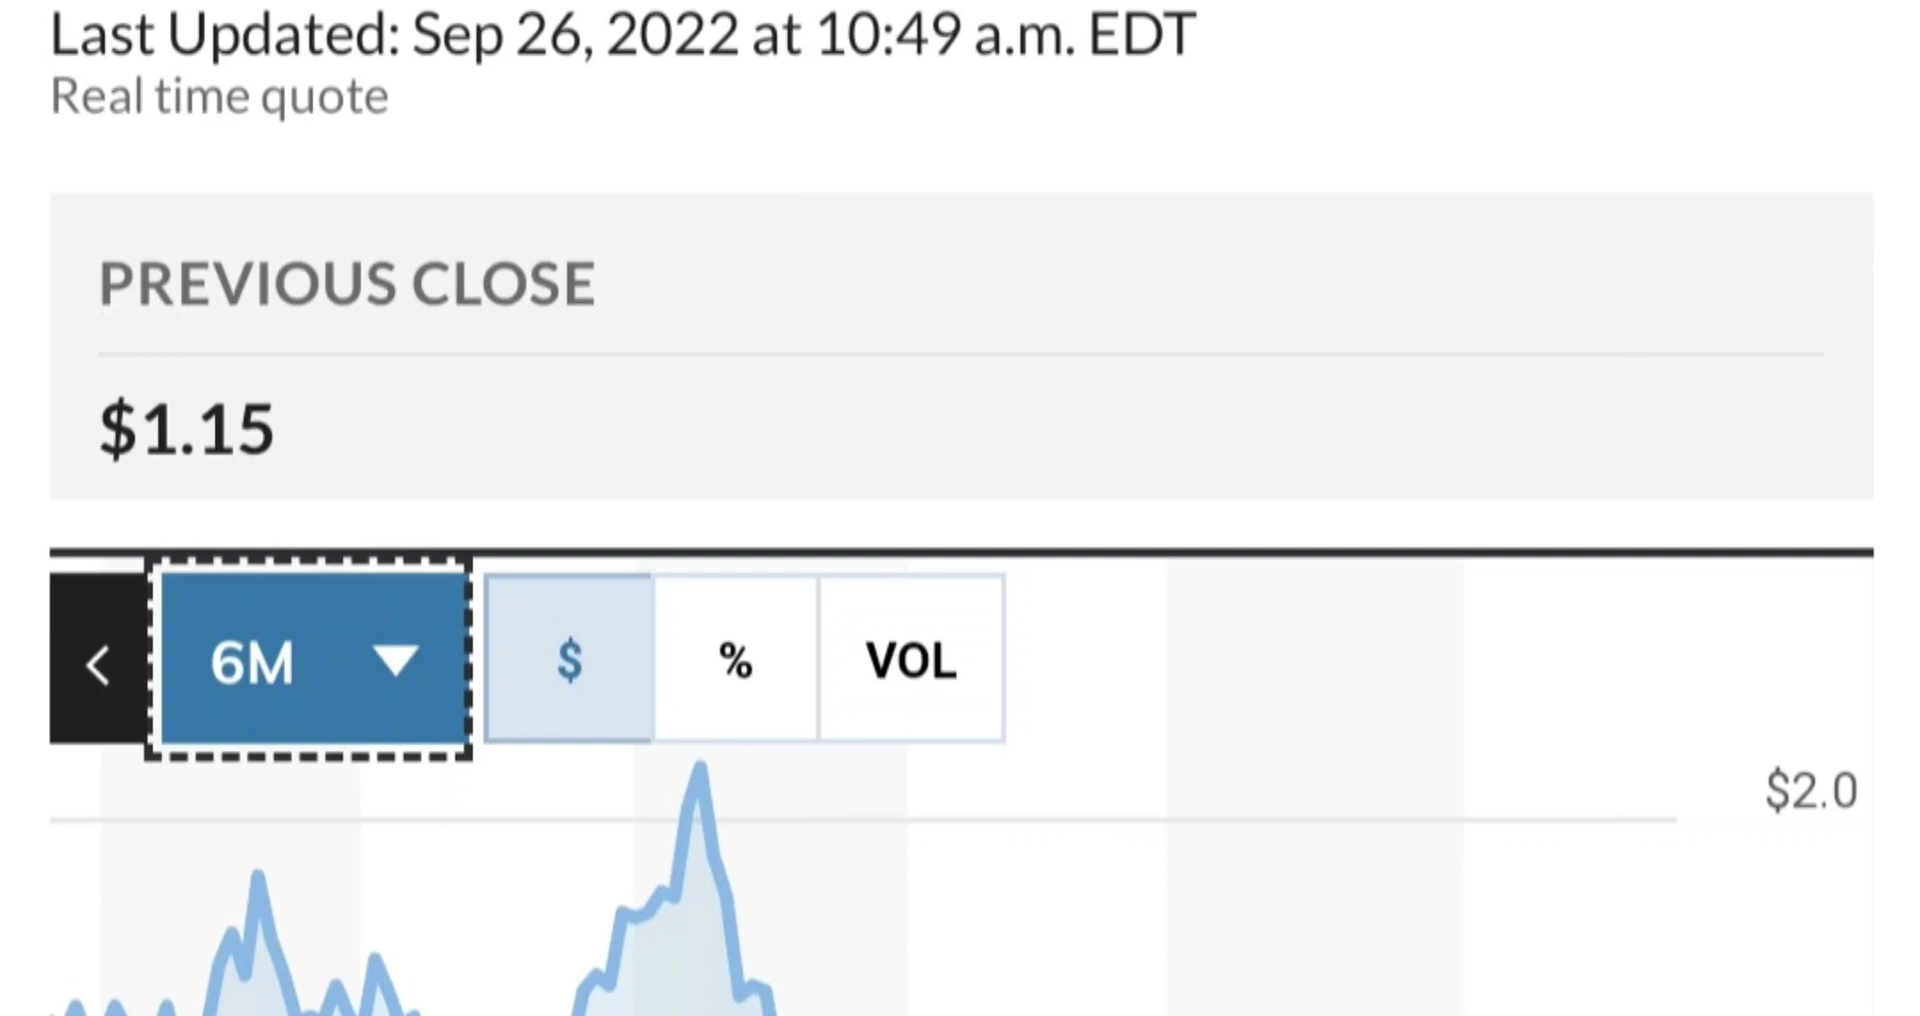 Last Updated: Sep 26, 2022 at 10:49 a.m. EDT
Real time quote
PREVIOUS CLOSE
$1.15
6M $ % VOL
$2.0